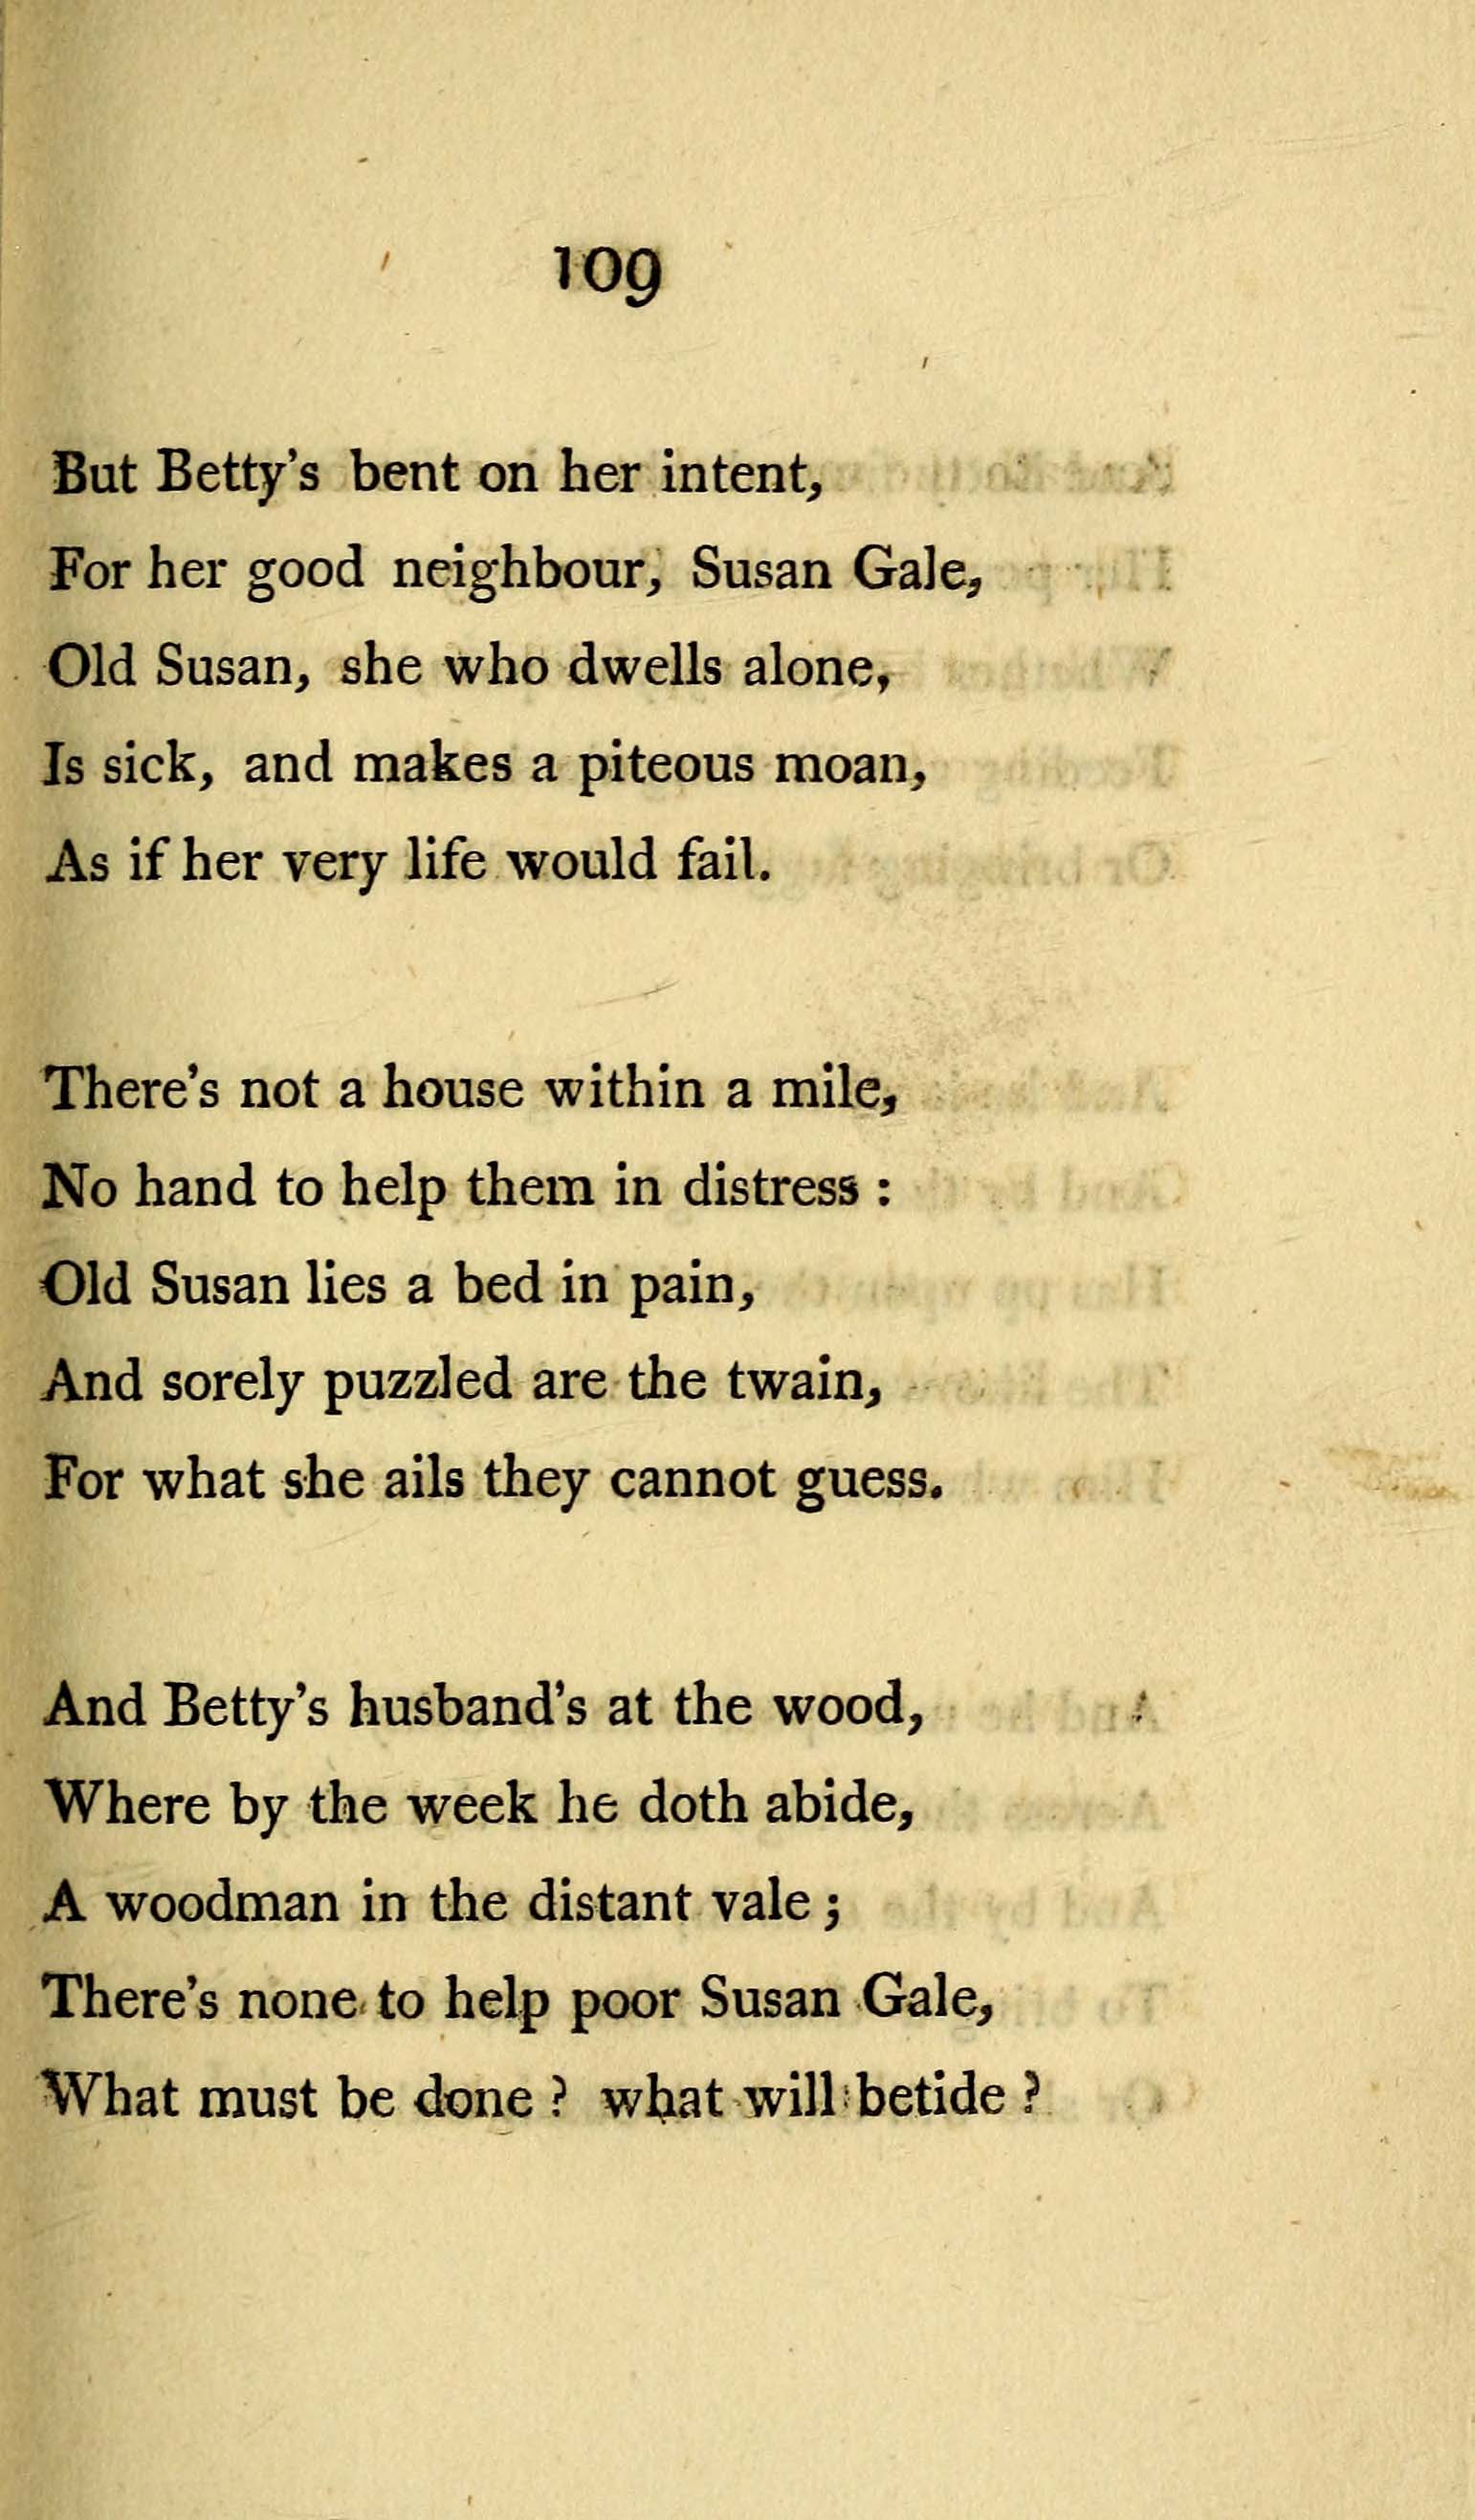 109
But Betty's bent on her intent,
For her good neighbour, Susan Gale,
Old Susan, she who dwells alone,
Is sick, and makes a piteous moan,
As if her very life would fail.
There's not a house within a mile,
No hand to help them in distress :
Old Susan lies a bed in pain,
And sorely puzzled are the twain,
For what she ails they cannot guess.
And Betty's husband's at the wood,
Where by the week he doth abide,
A woodman in the distant vale ;
There's none to help poor Susan Gale,
What must be done ? what will betide ?